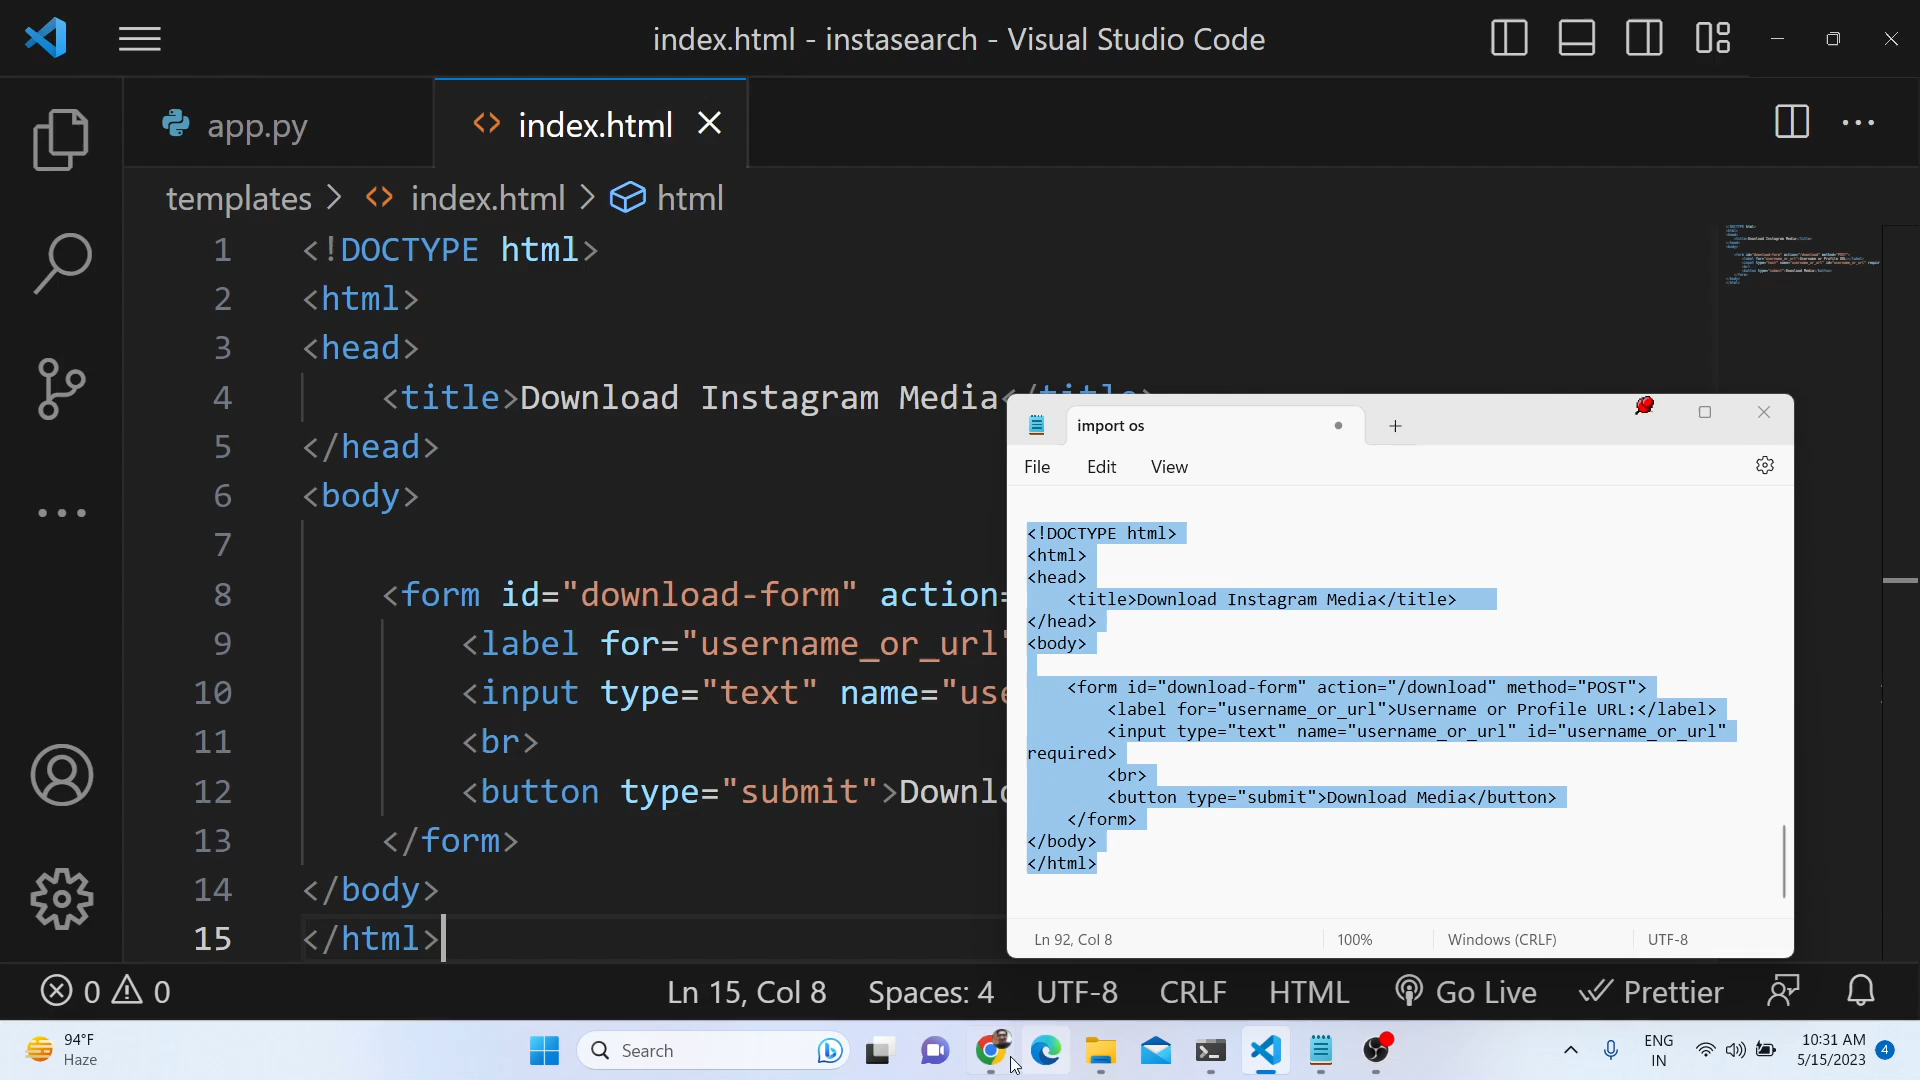 index.html - instasearch - Visual Studio Code
app.py
index.html
templates > index.html > html
1 <!DOCTYPE html>
2 <html>
3 <head>
4 <title>Download Instagram Media</title>
5 </head>
6 <body>
7
8 <form id="download-form" action=
9 <label for="username_or_url"
10 <input type="text" name="use
11 <br>
12 <button type="submit">Downlo
13 </form>
14 </body>
15 </html>
import os
File Edit View
<!DOCTYPE html>
<html>
<head>
<title>Download Instagram Media</title>
</head>
<body>
<form id="download-form" action="/download" method="POST">
<label for="username_or_url">Username or Profile URL:</label>
<input type="text" name="username_or_url" id="username_or_url"
required>
<br>
<button type="submit">Download Media</button>
</form>
</body>
</html>
Ln 92, Col 8 100% Windows (CRLF) UTF-8
0 0 Ln 15, Col 8 Spaces: 4 UTF-8 CRLF HTML Go Live Prettier
94°F
Haze
Search
ENG
IN
10:31 AM
5/15/2023
4